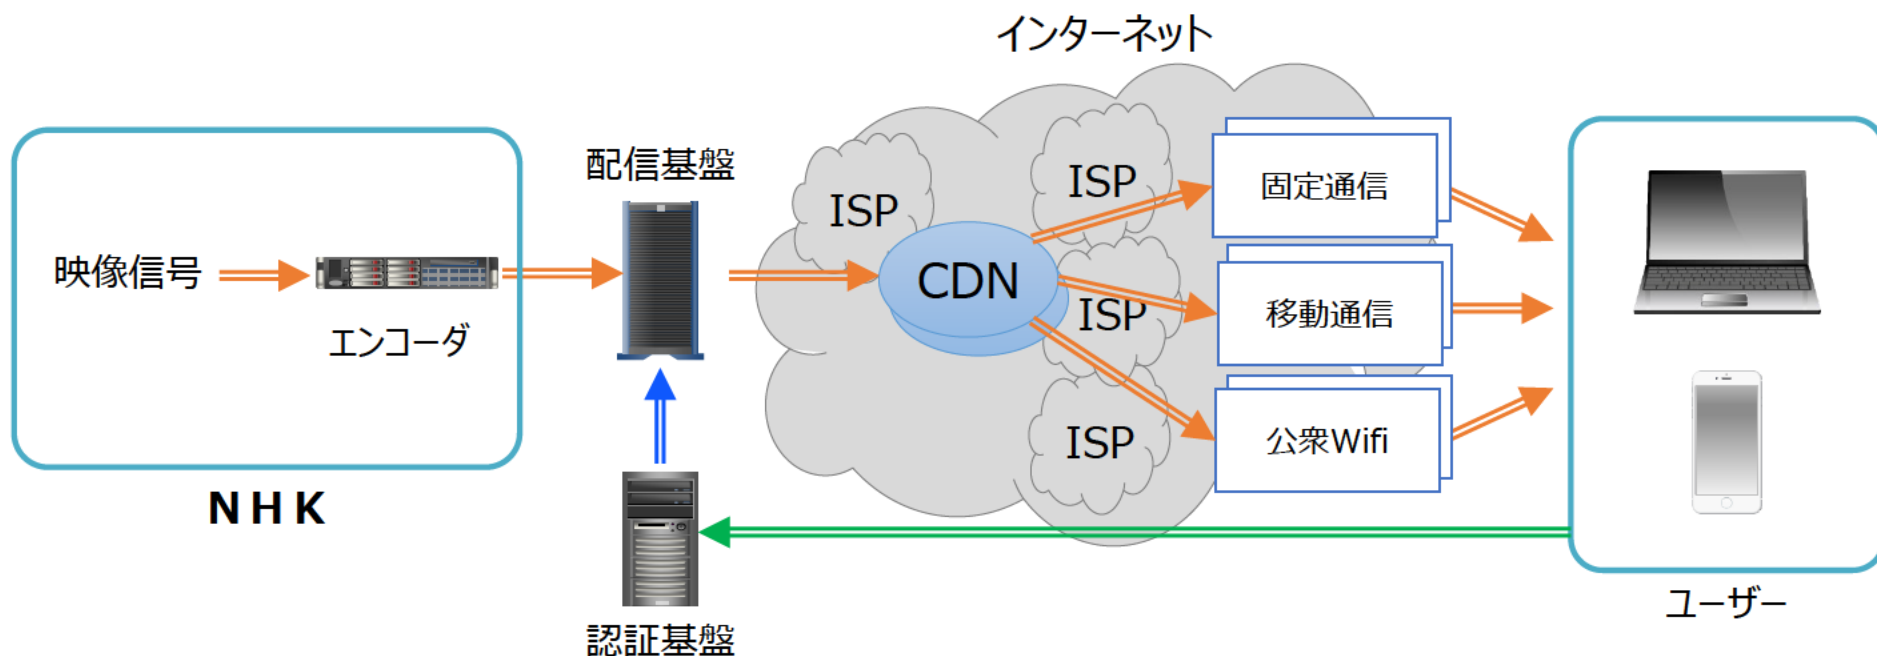 インターネット
配信基盤
ISP
ISP
固定通信
映像信号
CDN
移動通信
ISP
エンコーダ
公衆Wifi
ISP
ＮＨＫ
ユーザー
認証基盤